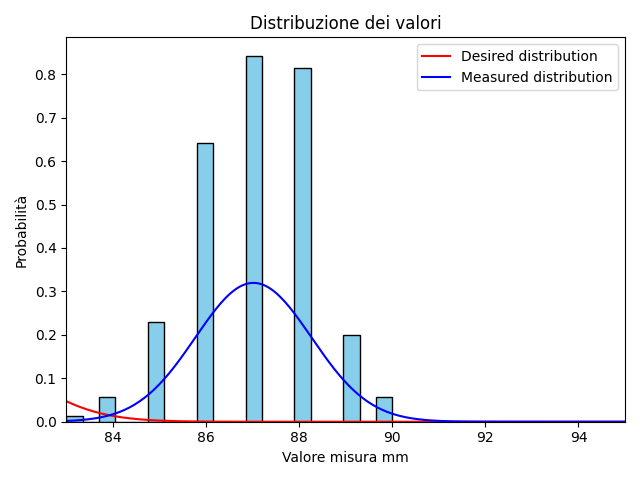 Distribuzione dei valori
Desired distribution
Measured distribution
Probabilità
0.8
0.7
0.6
0.5
0.4
0.3
0.2
0.1
0.0
84 86 88 90 92 94
Valore misura mm